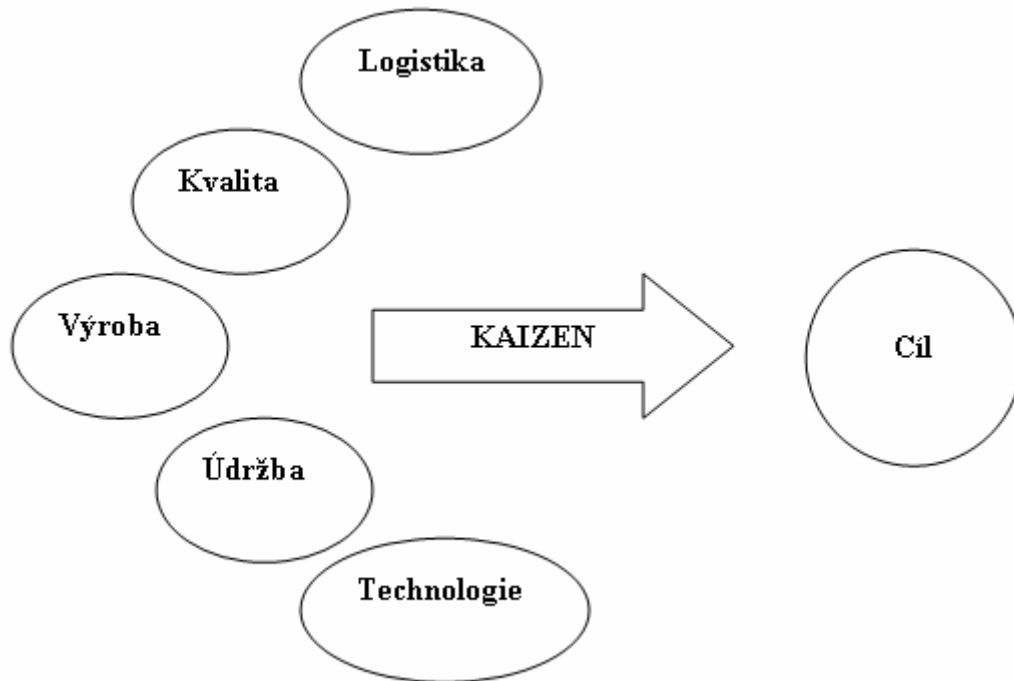 Logistika
Kvalita
Výroba
KAIZEN
Cíl
Údržba
Technologie